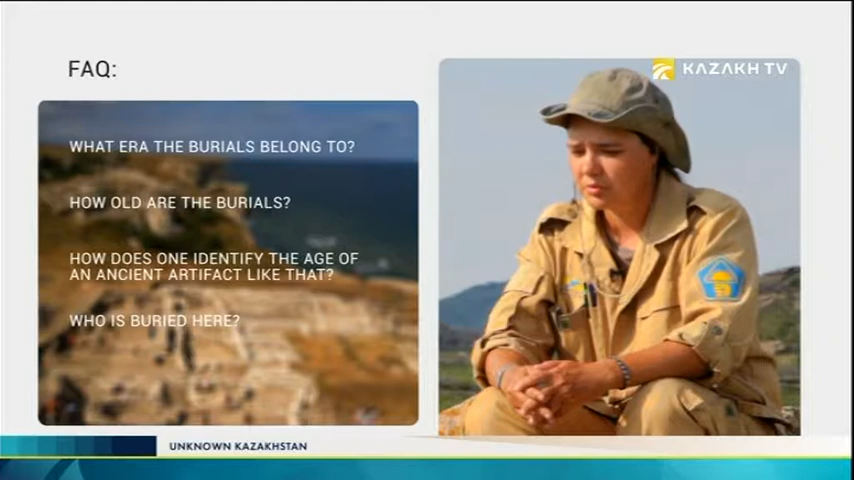 FAQ:
KAZAKH TV
WHAT ERA THE BURIALS BELONG TO?
HOW OLD ARE THE BURIALS?
HOW DOES ONE IDENTIFY THE AGE OF
AN ANCIENT ARTIFACT LIKE THAT?
WHO IS BURIED HERE?
UNKNOWN KAZAKHSTAN